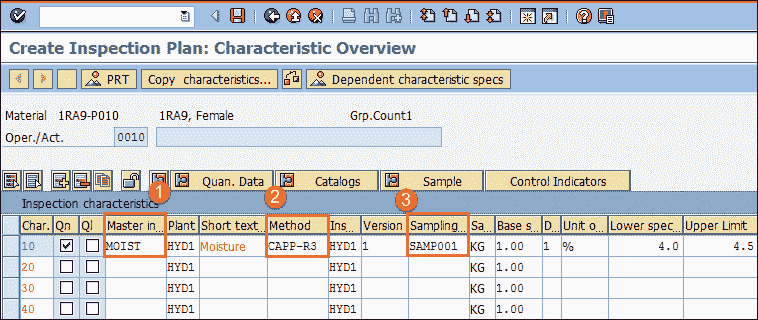 Create Inspection Plan: Characteristic Overview
PRT Copy characteristics... Dependent characteristic specs
Material 1RA9-P010 1RA9, Female Grp.Count1
Oper./Act. 0010
1 Quan. Data 2 Catalogs 3 Sample Control Indicators
Inspection characteristics
Char. Qn Ql Master in... Plant Short text... Method Ins... Version Sampling... Sa... Base s... D... Unit o... Lower spec... Upper Limit
10 MOIST HYD1 Moisture CAPP-R3 HYD1 1 SAMP001 KG 1.00 1 % 4.0 4.5
20 HYD1 HYD1 KG 1.00
30 HYD1 HYD1 KG 1.00
40 HYD1 HYD1 KG 1.00